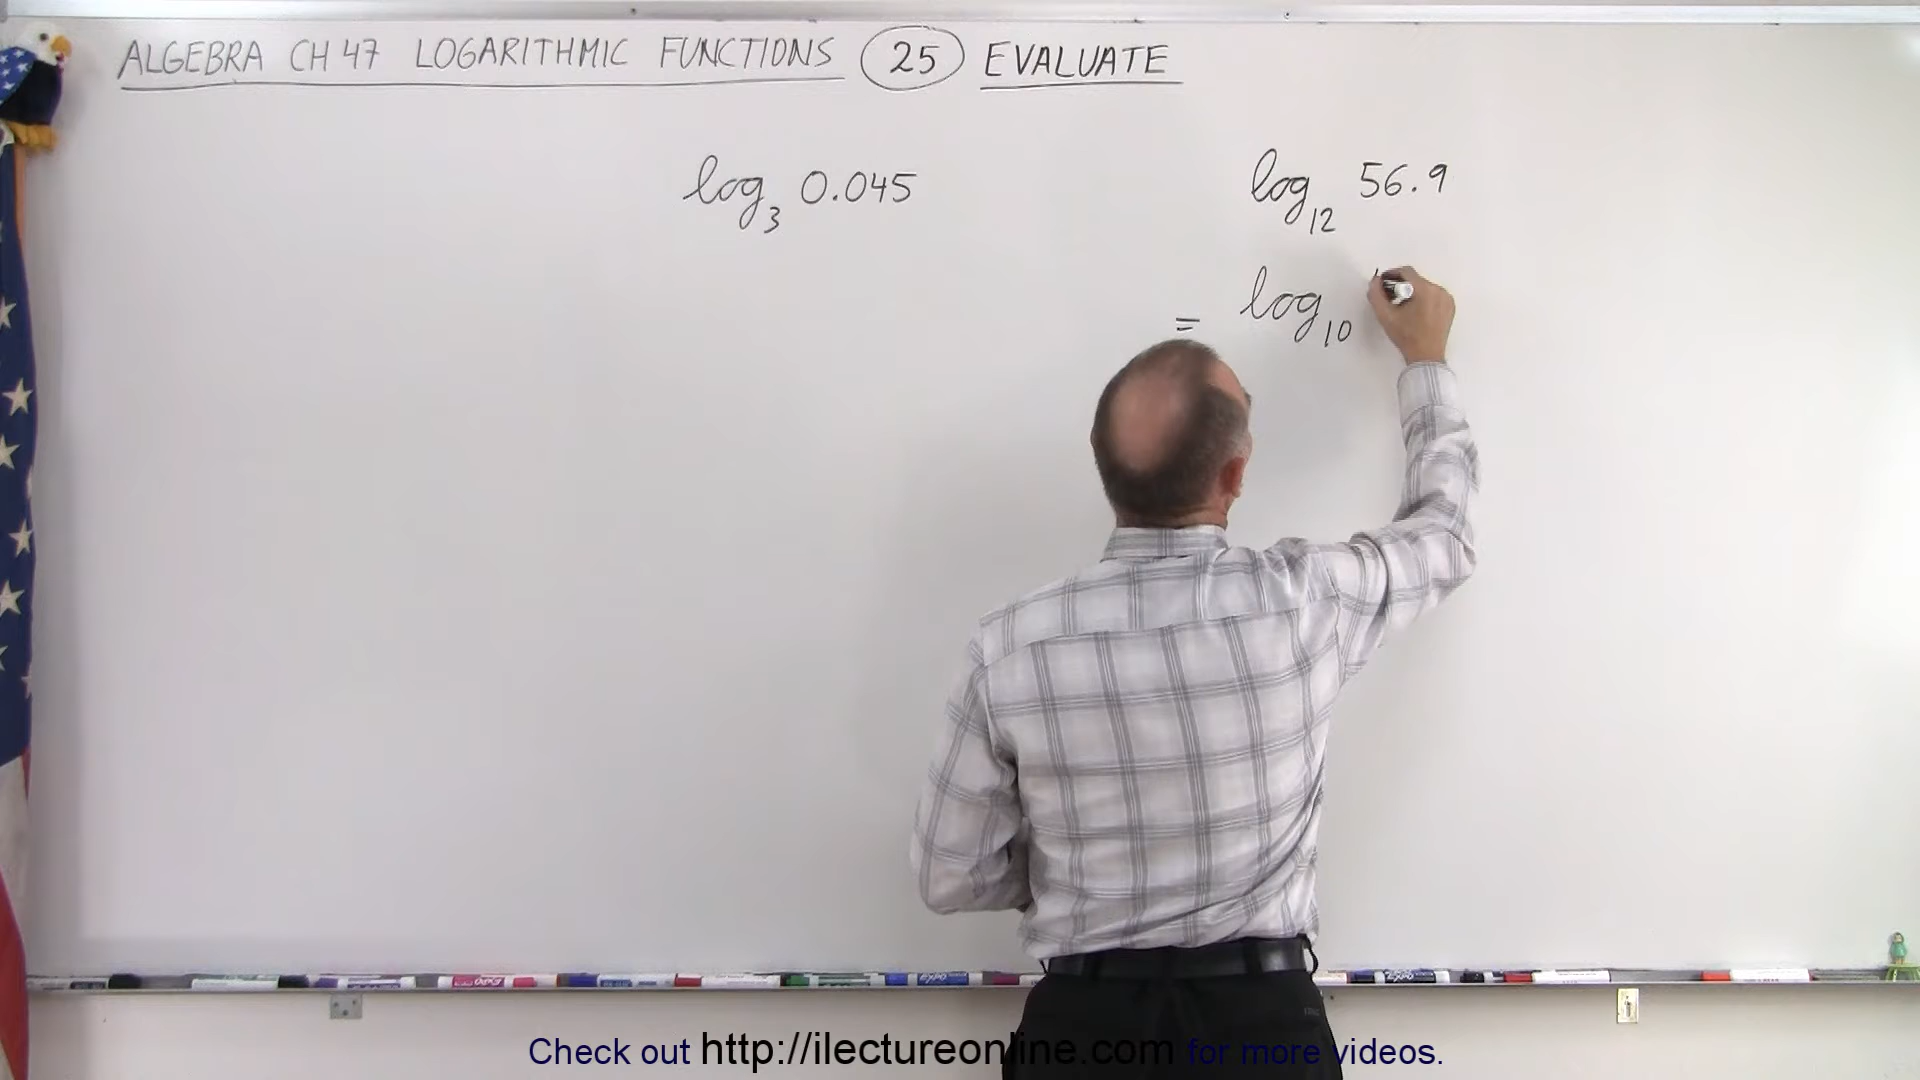 ALGEBRA CH 47 LOGARITHMIC FUNCTIONS 25 EVALUATE
log₃ 0.045
log₁₂ 56.9
= log₁₀
Check out http://ilectureonline.com for more videos.